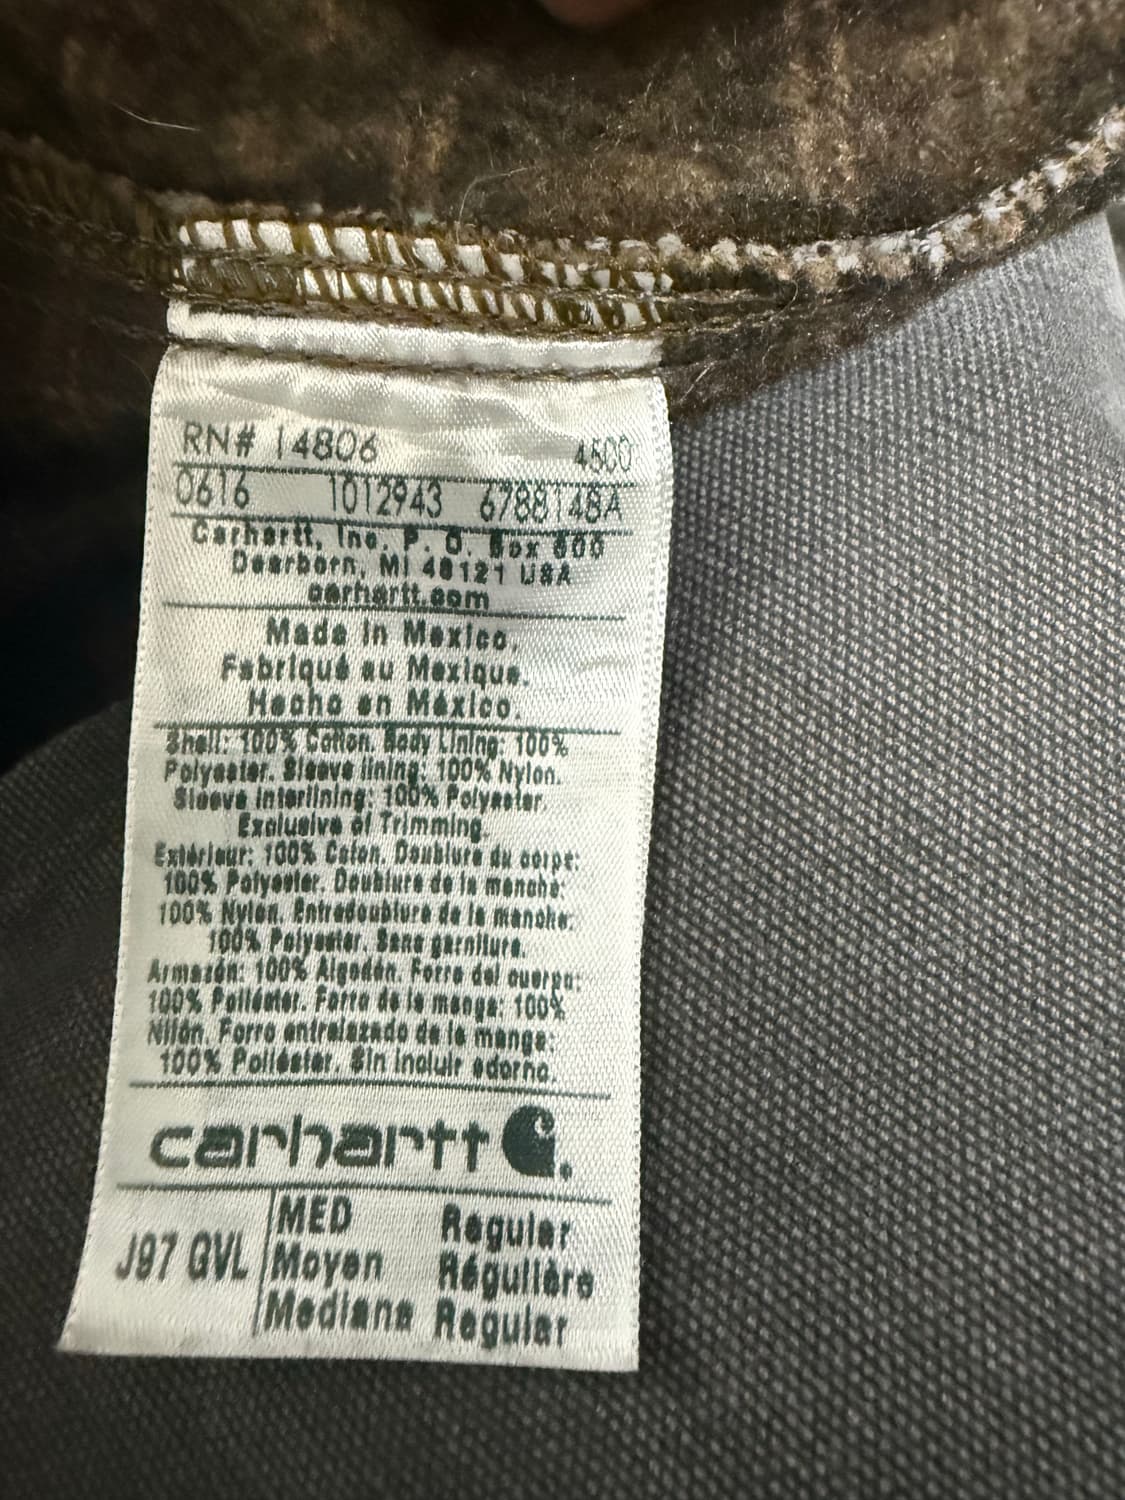 RN# 14806 4500
0616 1012943 6788148A
Carhartt, Inc. P. O. Box 600
Dearborn, MI 48121 USA
carhartt.com
Made in Mexico.
Fabriqué au Mexique.
Hecho en México.
Shell: 100% Cotton. Body Lining: 100%
Polyester. Sleeve lining: 100% Nylon.
Sleeve interlining: 100% Polyester.
Exclusive of Trimming.
Extérieur: 100% Coton. Doublure du corps:
100% Polyester. Doublure de la manche:
100% Nylon. Entredoublure de la manche:
100% Polyester. Sans garniture.
Armazón: 100% Algodón. Forro del cuerpo:
100% Poliéster. Forro de la manga: 100%
Nilón. Forro entrelazado de la manga:
100% Poliéster. Sin incluir adorno.
carhartt
J97 GVL MED Regular
Moyen Régulière
Mediana Regular